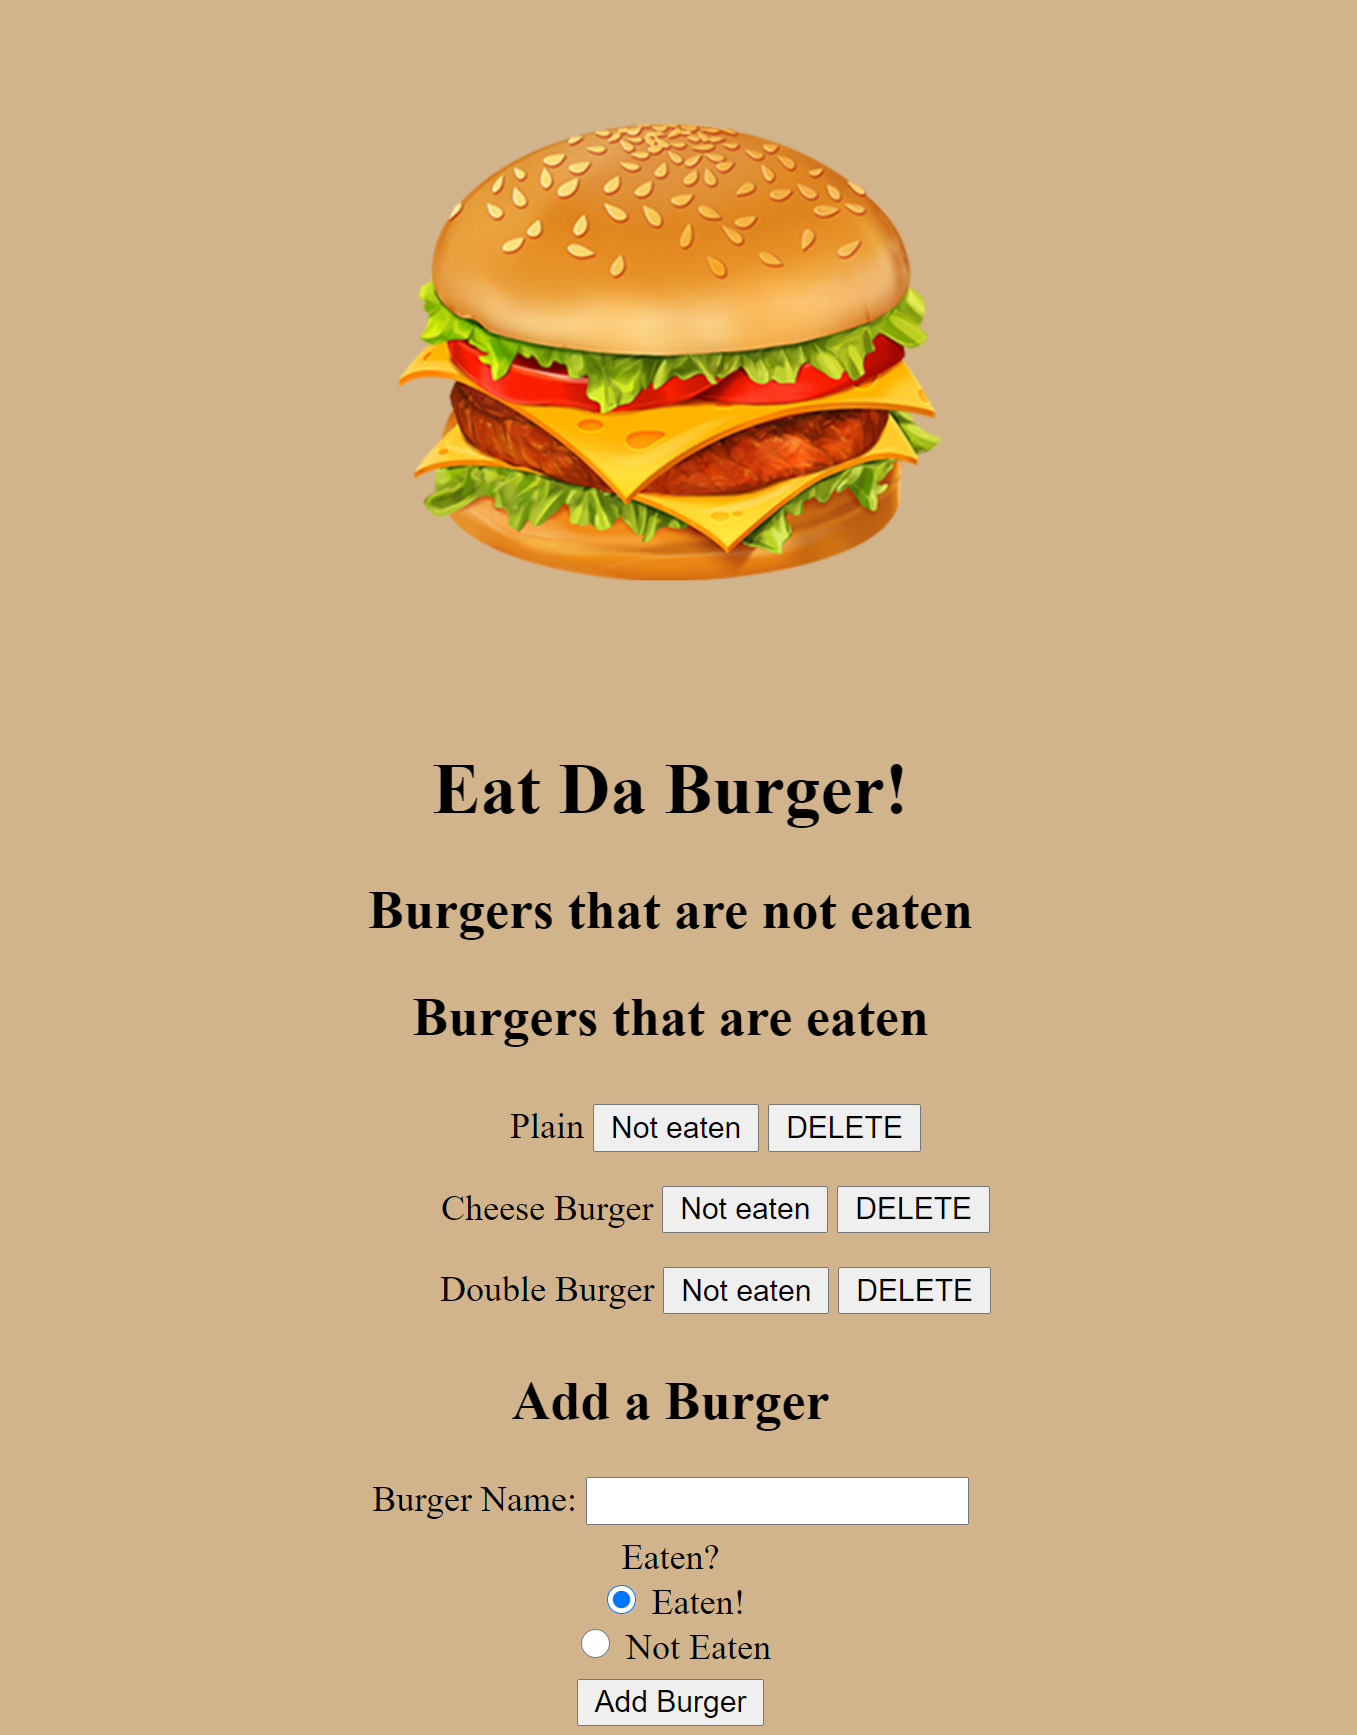 Eat Da Burger!
Burgers that are not eaten
Burgers that are eaten
Plain Not eaten DELETE
Cheese Burger Not eaten DELETE
Double Burger Not eaten DELETE
Add a Burger
Burger Name:
Eaten?
Eaten!
Not Eaten
Add Burger